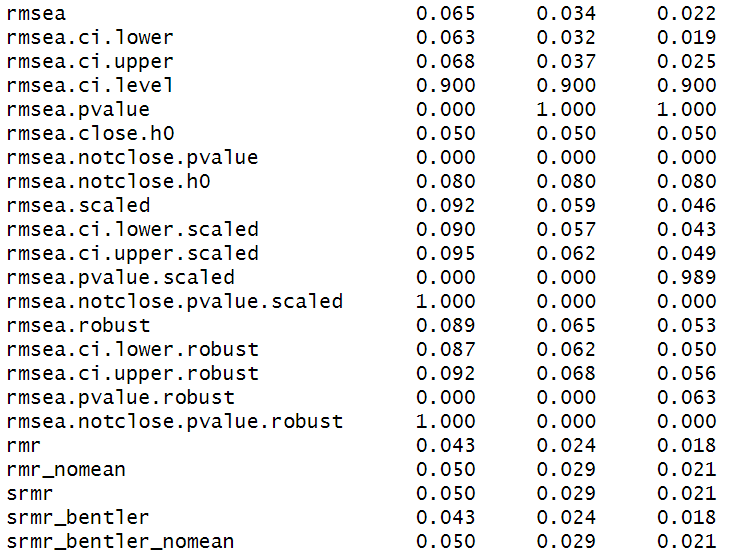 rmsea 0.065 0.034 0.022
rmsea.ci.lower 0.063 0.032 0.019
rmsea.ci.upper 0.068 0.037 0.025
rmsea.ci.level 0.900 0.900 0.900
rmsea.pvalue 0.000 1.000 1.000
rmsea.close.h0 0.050 0.050 0.050
rmsea.notclose.pvalue 0.000 0.000 0.000
rmsea.notclose.h0 0.080 0.080 0.080
rmsea.scaled 0.092 0.059 0.046
rmsea.ci.lower.scaled 0.090 0.057 0.043
rmsea.ci.upper.scaled 0.095 0.062 0.049
rmsea.pvalue.scaled 0.000 0.000 0.989
rmsea.notclose.pvalue.scaled 1.000 0.000 0.000
rmsea.robust 0.089 0.065 0.053
rmsea.ci.lower.robust 0.087 0.062 0.050
rmsea.ci.upper.robust 0.092 0.068 0.056
rmsea.pvalue.robust 0.000 0.000 0.063
rmsea.notclose.pvalue.robust 1.000 0.000 0.000
rmr 0.043 0.024 0.018
rmr_nomean 0.050 0.029 0.021
srmr 0.050 0.029 0.021
srmr_bentler 0.043 0.024 0.018
srmr_bentler_nomean 0.050 0.029 0.021